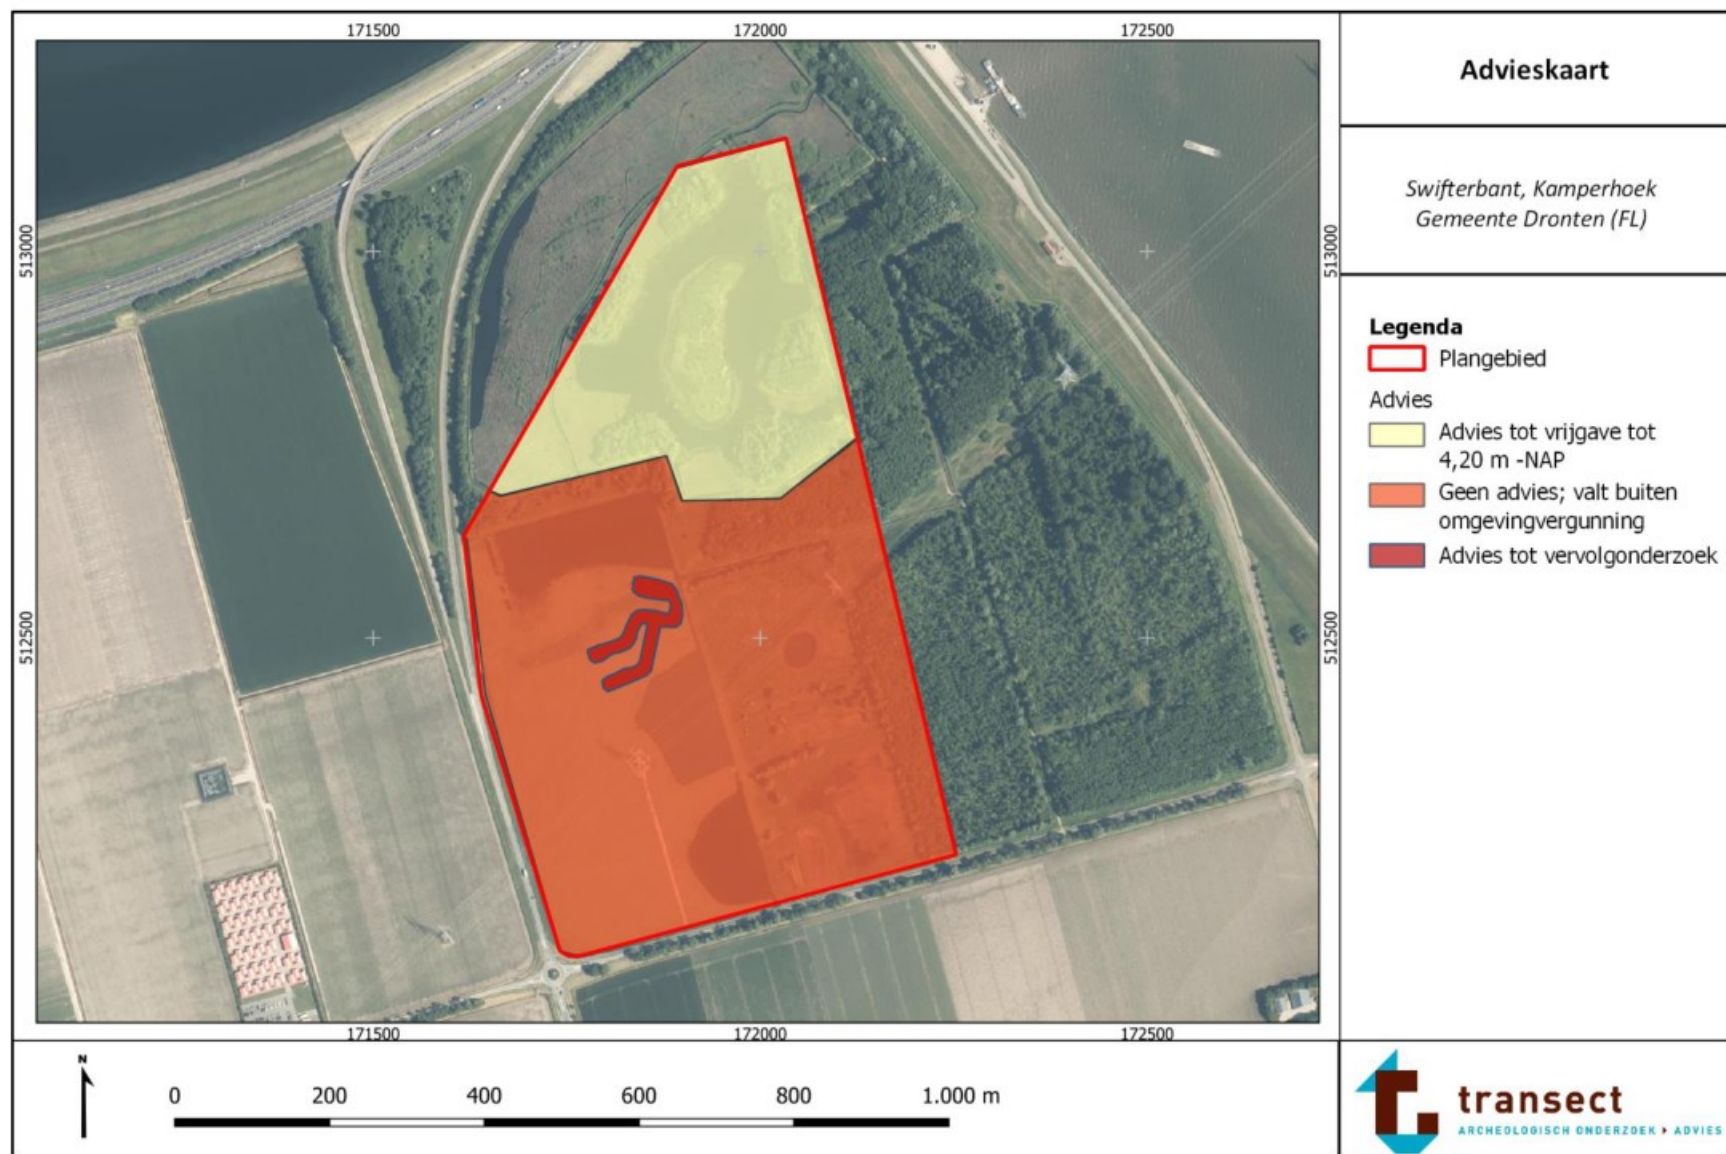 171500
172000
172500
513000
512500
513000
512500
171500
172000
172500
Advieskaart
Swifterbant, Kamperhoek
Gemeente Dronten (FL)
Legenda
Plangebied
Advies
Advies tot vrijgave tot
4,20 m -NAP
Geen advies; valt buiten
omgevingvergunning
Advies tot vervolgonderzoek
N
0 200 400 600 800 1.000 m
transect
ARCHEOLOGISCH ONDERZOEK ▸ ADVIES